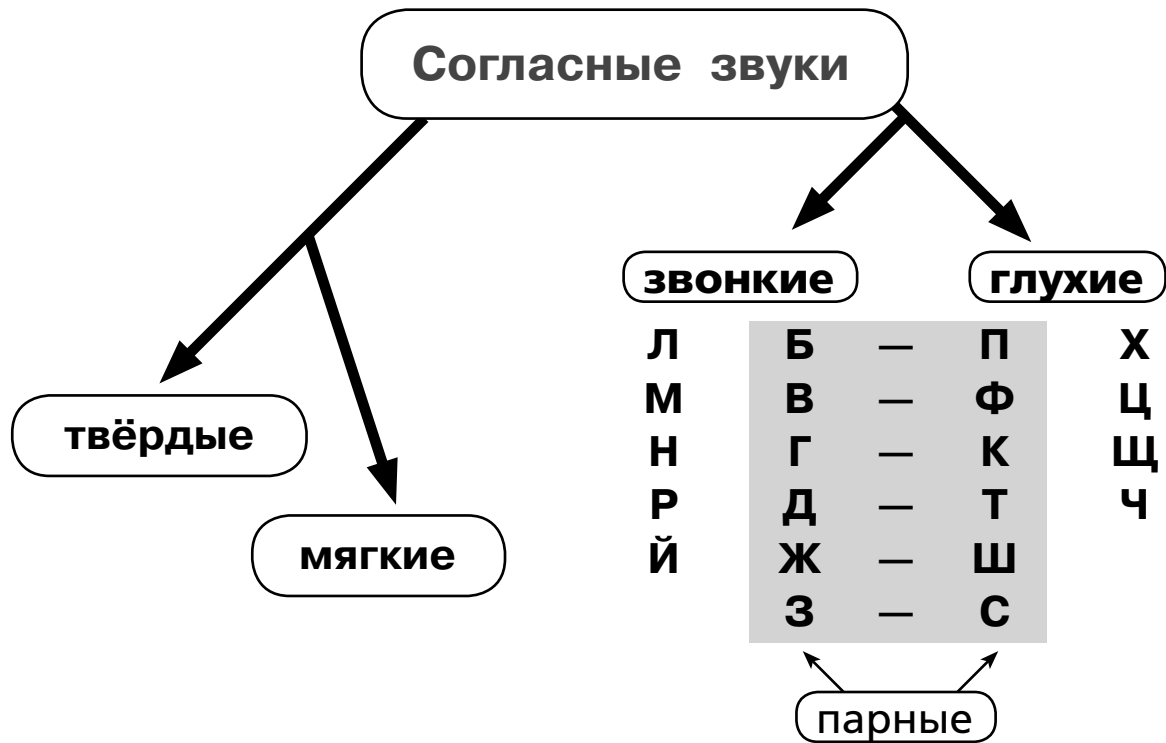 Согласные звуки
звонкие глухие
Л Б — П Х
М В — Ф Ц
Н Г — К Щ
Р Д — Т Ч
Й Ж — Ш
З — С
твёрдые
мягкие
парные